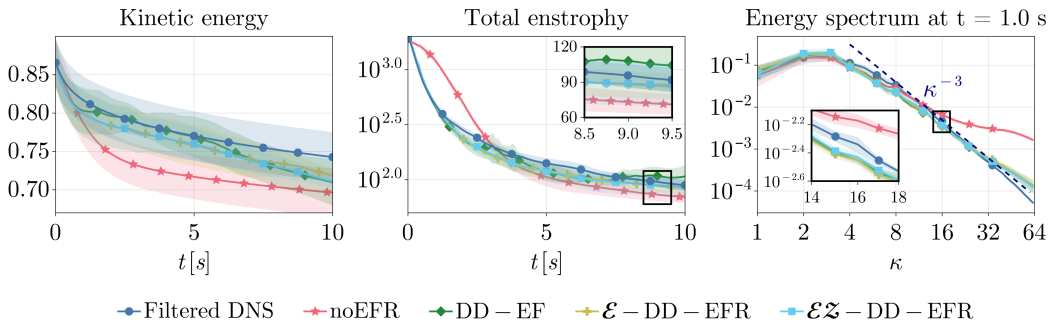 Kinetic energy
0.85
0.80
0.75
0.70
0 5 10
t[s]
Total enstrophy
10^3.0
10^2.5
10^2.0
0 5 10
t[s]
120
90
60
8.5 9.0 9.5
Energy spectrum at t = 1.0 s
10^−1
10^−2
10^−3
10^−4
1 2 4 8 16 32 64
κ
κ^−3
10^−2.2
10^−2.4
10^−2.6
14 16 18
Filtered DNS noEFR DD − EF ℰ − DD − EFR ℰ𝒵 − DD − EFR